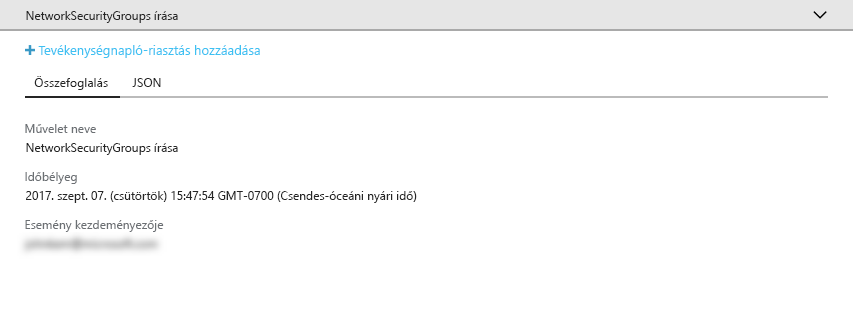 NetworkSecurityGroups írása
Tevékenységnapló-riasztás hozzáadása
Összefoglalás JSON
Művelet neve
NetworkSecurityGroups írása
Időbélyeg
2017. szept. 07. (csütörtök) 15:47:54 GMT-0700 (Csendes-óceáni nyári idő)
Esemény kezdeményezője